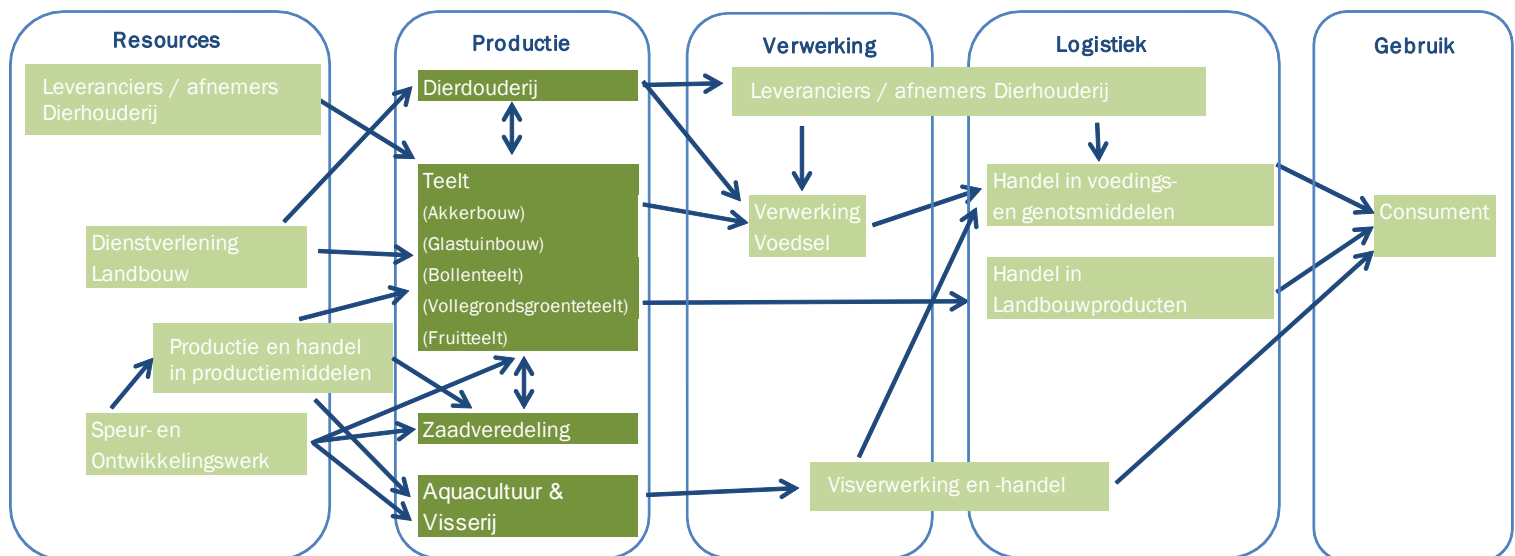 Resources
Leveranciers / afnemers
Dierhouderij
Dienstverlening
Landbouw
Productie en handel
in productiemiddelen
Speur- en
Ontwikkelingswerk
Productie
Dierdouderij
Teelt
(Akkerbouw)
(Glastuinbouw)
(Bollenteelt)
(Vollegrondsgroenteteelt)
(Fruitteelt)
Zaadveredeling
Aquacultuur &
Visserij
Verwerking
Leveranciers / afnemers Dierhouderij
Verwerking
Voedsel
Visverwerking en -handel
Logistiek
Handel in voedings-
en genotsmiddelen
Handel in
Landbouwproducten
Gebruik
Consument